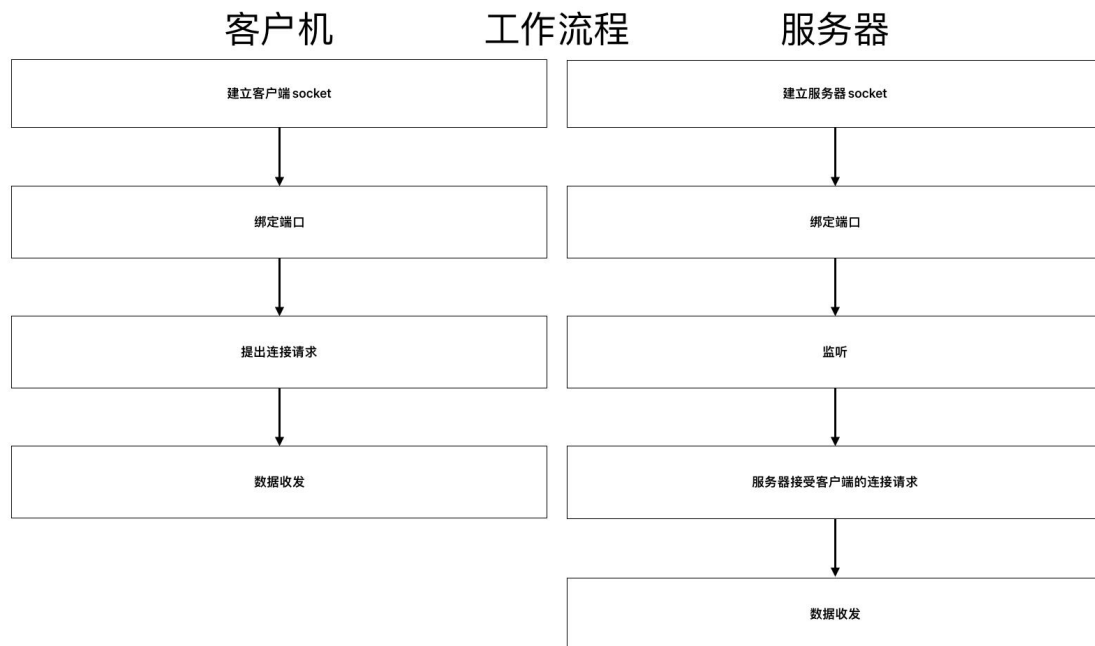 客户机 工作流程 服务器
建立客户端socket
绑定端口
提出连接请求
数据收发
建立服务器socket
绑定端口
监听
服务器接受客户端的连接请求
数据收发